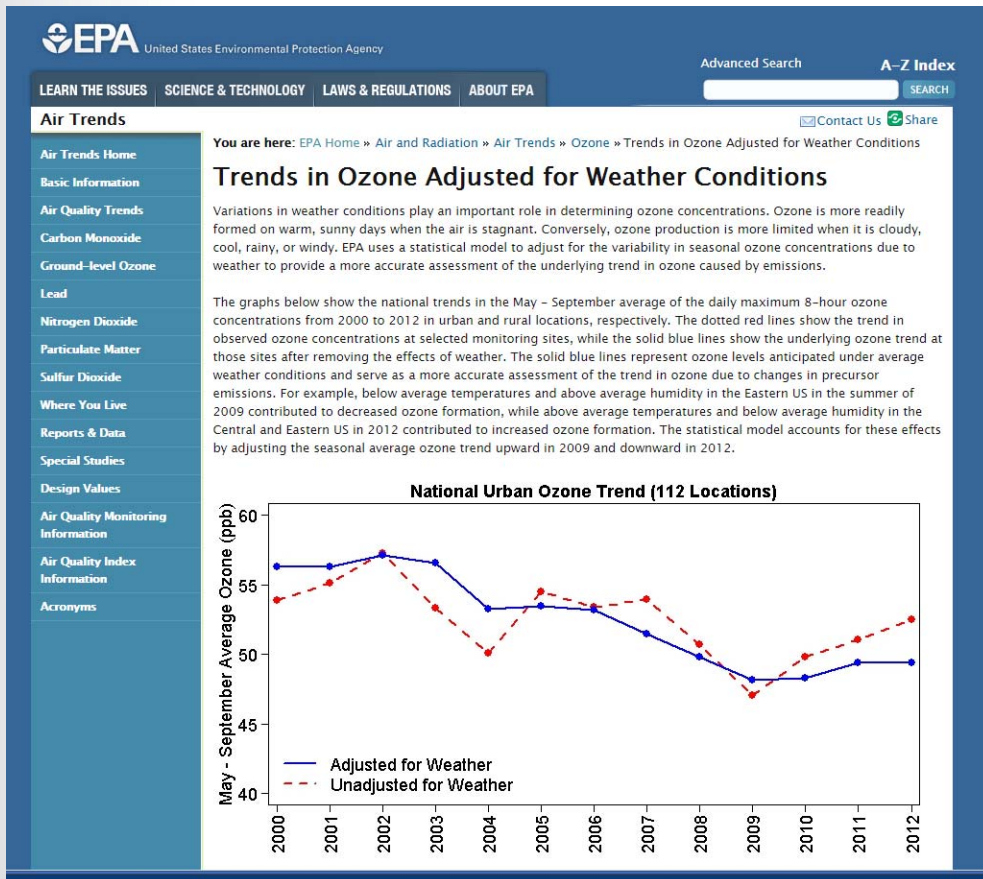 EPA United States Environmental Protection Agency
Advanced Search A–Z Index
LEARN THE ISSUES SCIENCE & TECHNOLOGY LAWS & REGULATIONS ABOUT EPA
SEARCH
Air Trends
Contact Us Share
You are here: EPA Home » Air and Radiation » Air Trends » Ozone » Trends in Ozone Adjusted for Weather Conditions
Air Trends Home
Basic Information
Air Quality Trends
Carbon Monoxide
Ground–level Ozone
Lead
Nitrogen Dioxide
Particulate Matter
Sulfur Dioxide
Where You Live
Reports & Data
Special Studies
Design Values
Air Quality Monitoring
Information
Air Quality Index
Information
Acronyms
Trends in Ozone Adjusted for Weather Conditions
Variations in weather conditions play an important role in determining ozone concentrations. Ozone is more readily
formed on warm, sunny days when the air is stagnant. Conversely, ozone production is more limited when it is cloudy,
cool, rainy, or windy. EPA uses a statistical model to adjust for the variability in seasonal ozone concentrations due to
weather to provide a more accurate assessment of the underlying trend in ozone caused by emissions.
The graphs below show the national trends in the May – September average of the daily maximum 8–hour ozone
concentrations from 2000 to 2012 in urban and rural locations, respectively. The dotted red lines show the trend in
observed ozone concentrations at selected monitoring sites, while the solid blue lines show the underlying ozone trend at
those sites after removing the effects of weather. The solid blue lines represent ozone levels anticipated under average
weather conditions and serve as a more accurate assessment of the trend in ozone due to changes in precursor
emissions. For example, below average temperatures and above average humidity in the Eastern US in the summer of
2009 contributed to decreased ozone formation, while above average temperatures and below average humidity in the
Central and Eastern US in 2012 contributed to increased ozone formation. The statistical model accounts for these effects
by adjusting the seasonal average ozone trend upward in 2009 and downward in 2012.
National Urban Ozone Trend (112 Locations)
May - September Average Ozone (ppb)
60
55
50
45
40
Adjusted for Weather
Unadjusted for Weather
2000 2001 2002 2003 2004 2005 2006 2007 2008 2009 2010 2011 2012